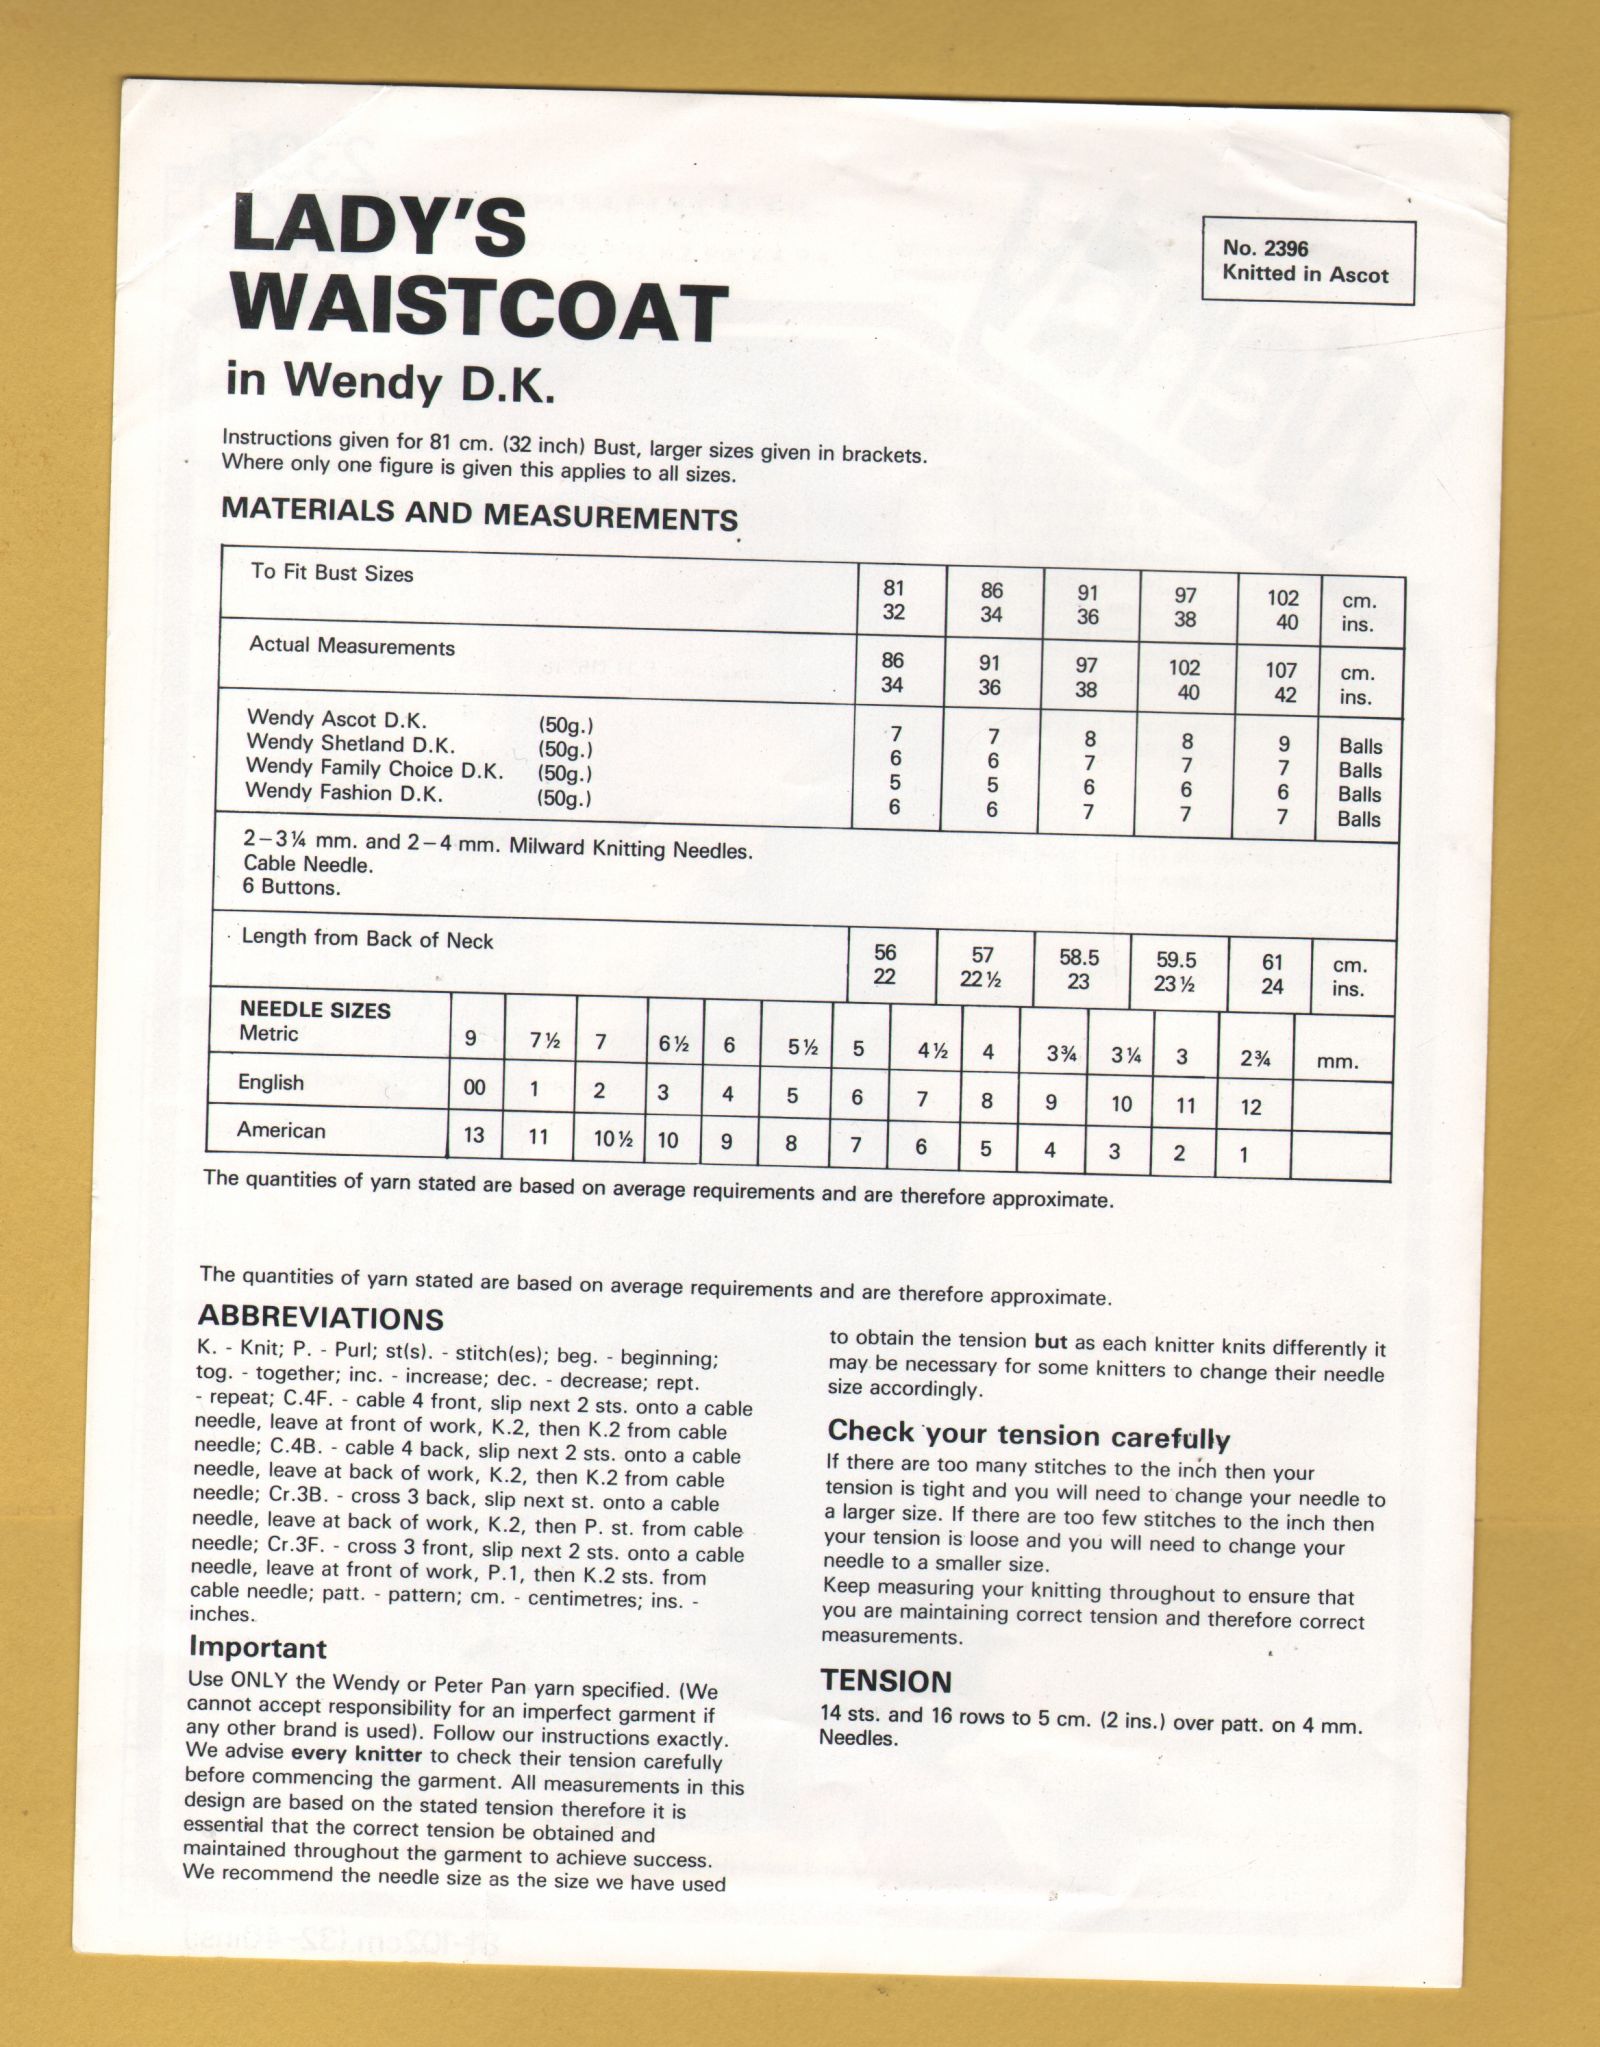 LADY'S
WAISTCOAT
in Wendy D.K.
No. 2396
Knitted in Ascot
Instructions given for 81 cm. (32 inch) Bust, larger sizes given in brackets.
Where only one figure is given this applies to all sizes.
MATERIALS AND MEASUREMENTS
To Fit Bust Sizes 81 86 91 97 102 cm.
32 34 36 38 40 ins.
Actual Measurements 86 91 97 102 107 cm.
34 36 38 40 42 ins.
Wendy Ascot D.K. (50g.) 7 7 8 8 9 Balls
Wendy Shetland D.K. (50g.) 6 6 7 7 7 Balls
Wendy Family Choice D.K. (50g.) 5 5 6 6 6 Balls
Wendy Fashion D.K. (50g.) 6 6 7 7 7 Balls
2–3¼ mm. and 2–4 mm. Milward Knitting Needles.
Cable Needle.
6 Buttons.
Length from Back of Neck 56 57 58.5 59.5 61 cm.
22 22½ 23 23½ 24 ins.
NEEDLE SIZES
Metric 9 7½ 7 6½ 6 5½ 5 4½ 4 3¾ 3¼ 3 2¾ mm.
English 00 1 2 3 4 5 6 7 8 9 10 11 12
American 13 11 10½ 10 9 8 7 6 5 4 3 2 1
The quantities of yarn stated are based on average requirements and are therefore approximate.
The quantities of yarn stated are based on average requirements and are therefore approximate.
ABBREVIATIONS
K. - Knit; P. - Purl; st(s). - stitch(es); beg. - beginning;
tog. - together; inc. - increase; dec. - decrease; rept.
- repeat; C.4F. - cable 4 front, slip next 2 sts. onto a cable
needle, leave at front of work, K.2, then K.2 from cable
needle; C.4B. - cable 4 back, slip next 2 sts. onto a cable
needle, leave at back of work, K.2, then K.2 from cable
needle; Cr.3B. - cross 3 back, slip next st. onto a cable
needle, leave at back of work, K.2, then P. st. from cable
needle; Cr.3F. - cross 3 front, slip next 2 sts. onto a cable
needle, leave at front of work, P.1, then K.2 sts. from
cable needle; patt. - pattern; cm. - centimetres; ins. -
inches.
Important
Use ONLY the Wendy or Peter Pan yarn specified. (We
cannot accept responsibility for an imperfect garment if
any other brand is used). Follow our instructions exactly.
We advise every knitter to check their tension carefully
before commencing the garment. All measurements in this
design are based on the stated tension therefore it is
essential that the correct tension be obtained and
maintained throughout the garment to achieve success.
We recommend the needle size as the size we have used
to obtain the tension but as each knitter knits differently it
may be necessary for some knitters to change their needle
size accordingly.
Check your tension carefully
If there are too many stitches to the inch then your
tension is tight and you will need to change your needle to
a larger size. If there are too few stitches to the inch then
your tension is loose and you will need to change your
needle to a smaller size.
Keep measuring your knitting throughout to ensure that
you are maintaining correct tension and therefore correct
measurements.
TENSION
14 sts. and 16 rows to 5 cm. (2 ins.) over patt. on 4 mm.
Needles.